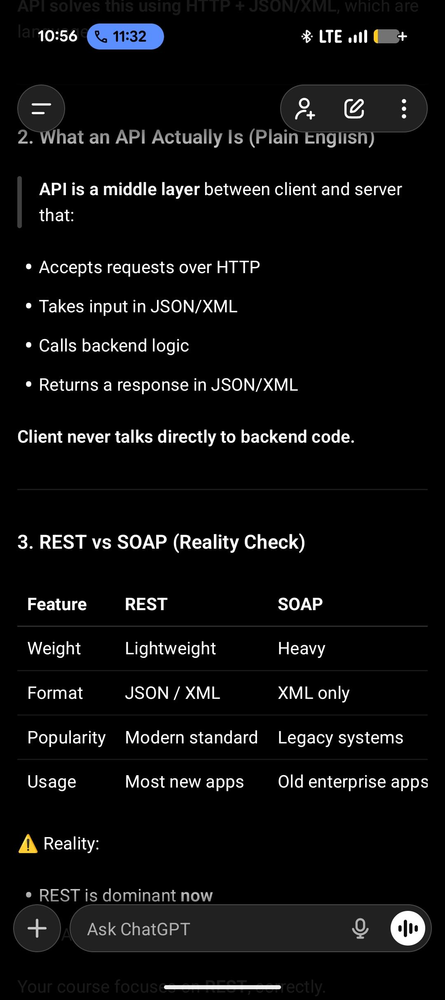 API solves this using HTTP + JSON/XML, which are
language
10:56 11:32 LTE
2. What an API Actually Is (Plain English)
API is a middle layer between client and server
that:
• Accepts requests over HTTP
• Takes input in JSON/XML
• Calls backend logic
• Returns a response in JSON/XML
Client never talks directly to backend code.
3. REST vs SOAP (Reality Check)
Feature REST SOAP
Weight Lightweight Heavy
Format JSON / XML XML only
Popularity Modern standard Legacy systems
Usage Most new apps Old enterprise apps
⚠️ Reality:
• REST is dominant now
Ask ChatGPT
Your course focuses on REST, correctly.